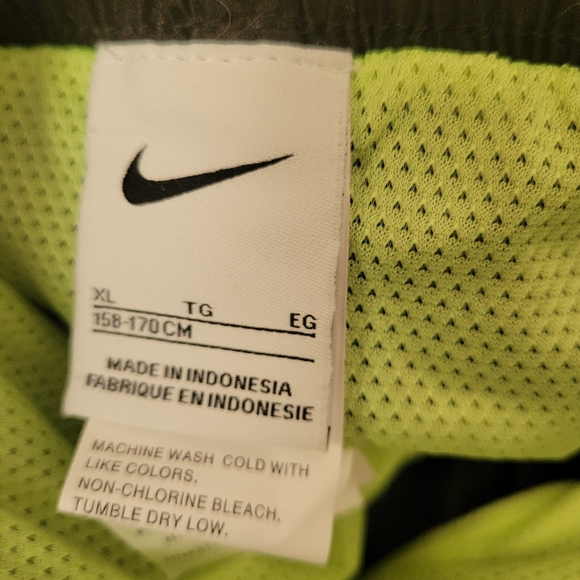 XL TG EG
158-170 CM
MADE IN INDONESIA
FABRIQUE EN INDONESIE
MACHINE WASH COLD WITH
LIKE COLORS.
NON-CHLORINE BLEACH.
TUMBLE DRY LOW.